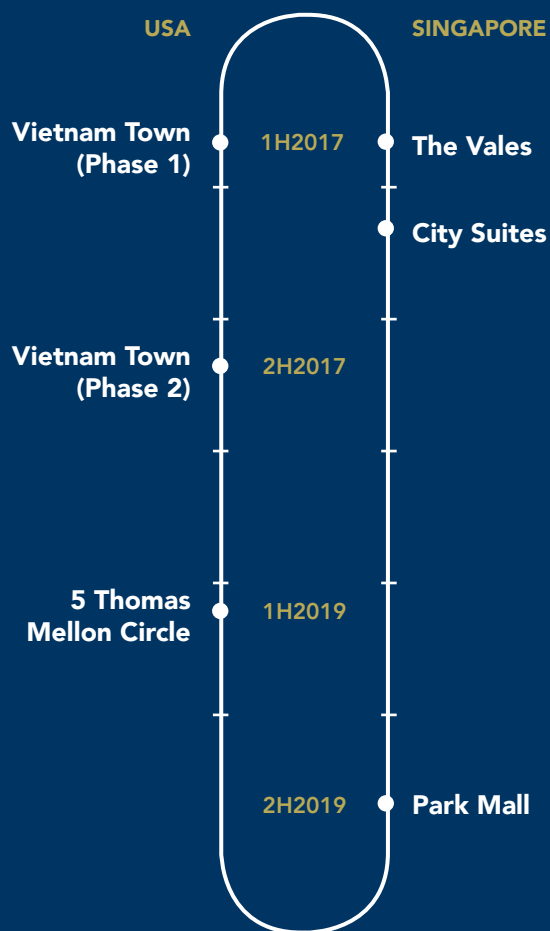 USA
SINGAPORE
Vietnam Town
(Phase 1)
1H2017
The Vales
City Suites
Vietnam Town
(Phase 2)
2H2017
5 Thomas
Mellon Circle
1H2019
2H2019
Park Mall